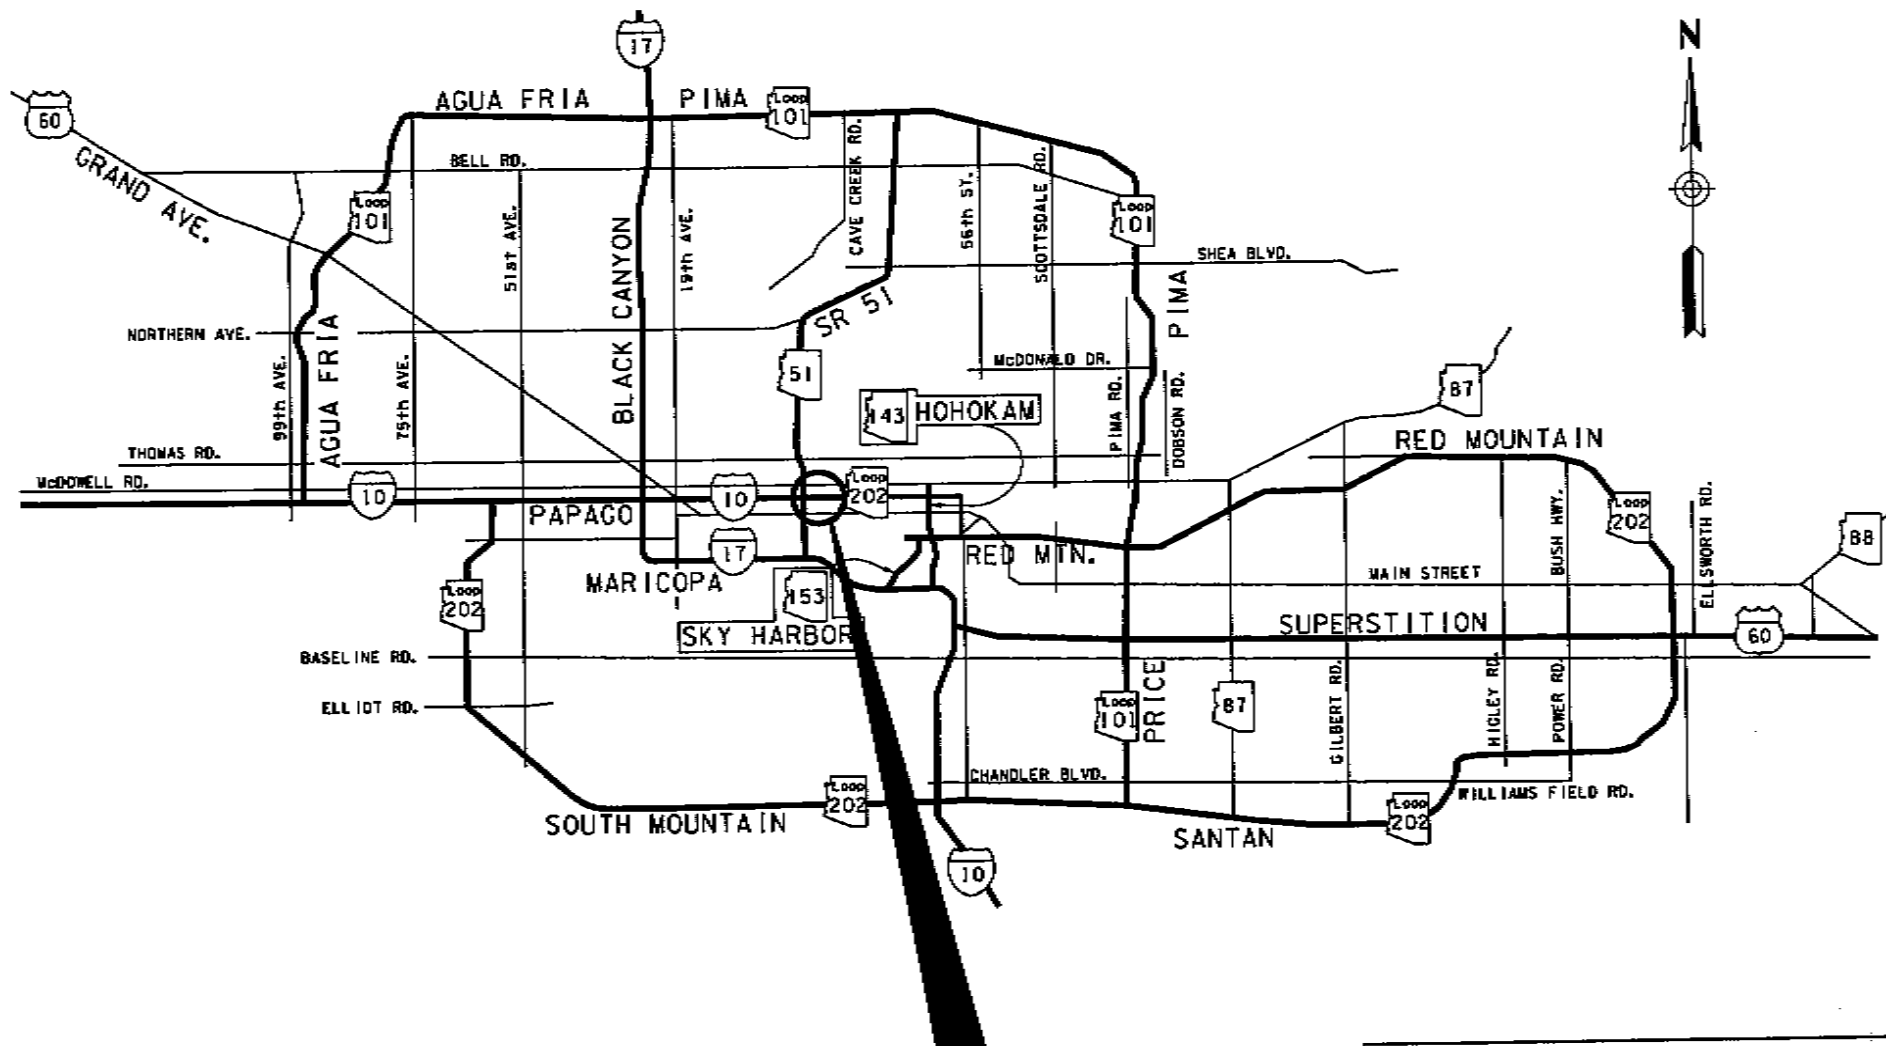 17
N
60
AGUA FRIA
PIMA
Loop
101
GRAND AVE.
BELL RD.
Loop
101
51st AVE.
BLACK CANYON
19th AVE.
CAVE CREEK RD.
56th ST.
SCOTTSDALE RD.
Loop
101
SHEA BLVD.
PIMA
NORTHERN AVE.
SR 51
99th AVE.
AGUA FRIA
75th AVE.
51
McDONALD DR.
PIMA RD.
DOBSON RD.
87
143
HOHOKAM
THOMAS RD.
RED MOUNTAIN
McDOWELL RD.
10
PAPAGO
10
Loop
202
BUSH HWY.
Loop
202
ELLSWORTH RD.
88
17
RED MTN.
MARICOPA
MAIN STREET
Loop
202
153
SKY HARBOR
SUPERSTITION
60
BASELINE RD.
ELLIOT RD.
Loop
101
PRICE
87
GILBERT RD.
HIGLEY RD.
POWER RD.
CHANDLER BLVD.
WILLIAMS FIELD RD.
Loop
202
SOUTH MOUNTAIN
SANTAN
Loop
202
10